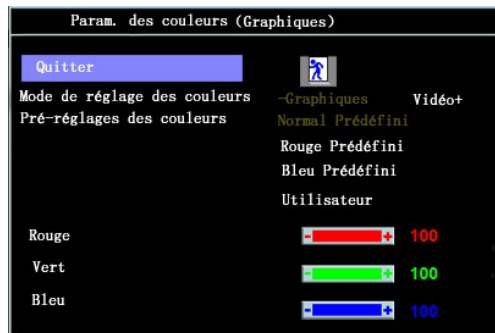 Param. des couleurs (Graphiques)
Quitter
Mode de réglage des couleurs -Graphiques Vidéo+
Pré-réglages des couleurs Normal Prédéfini
Rouge Prédéfini
Bleu Prédéfini
Utilisateur
Rouge - + 100
Vert - + 100
Bleu - + 100